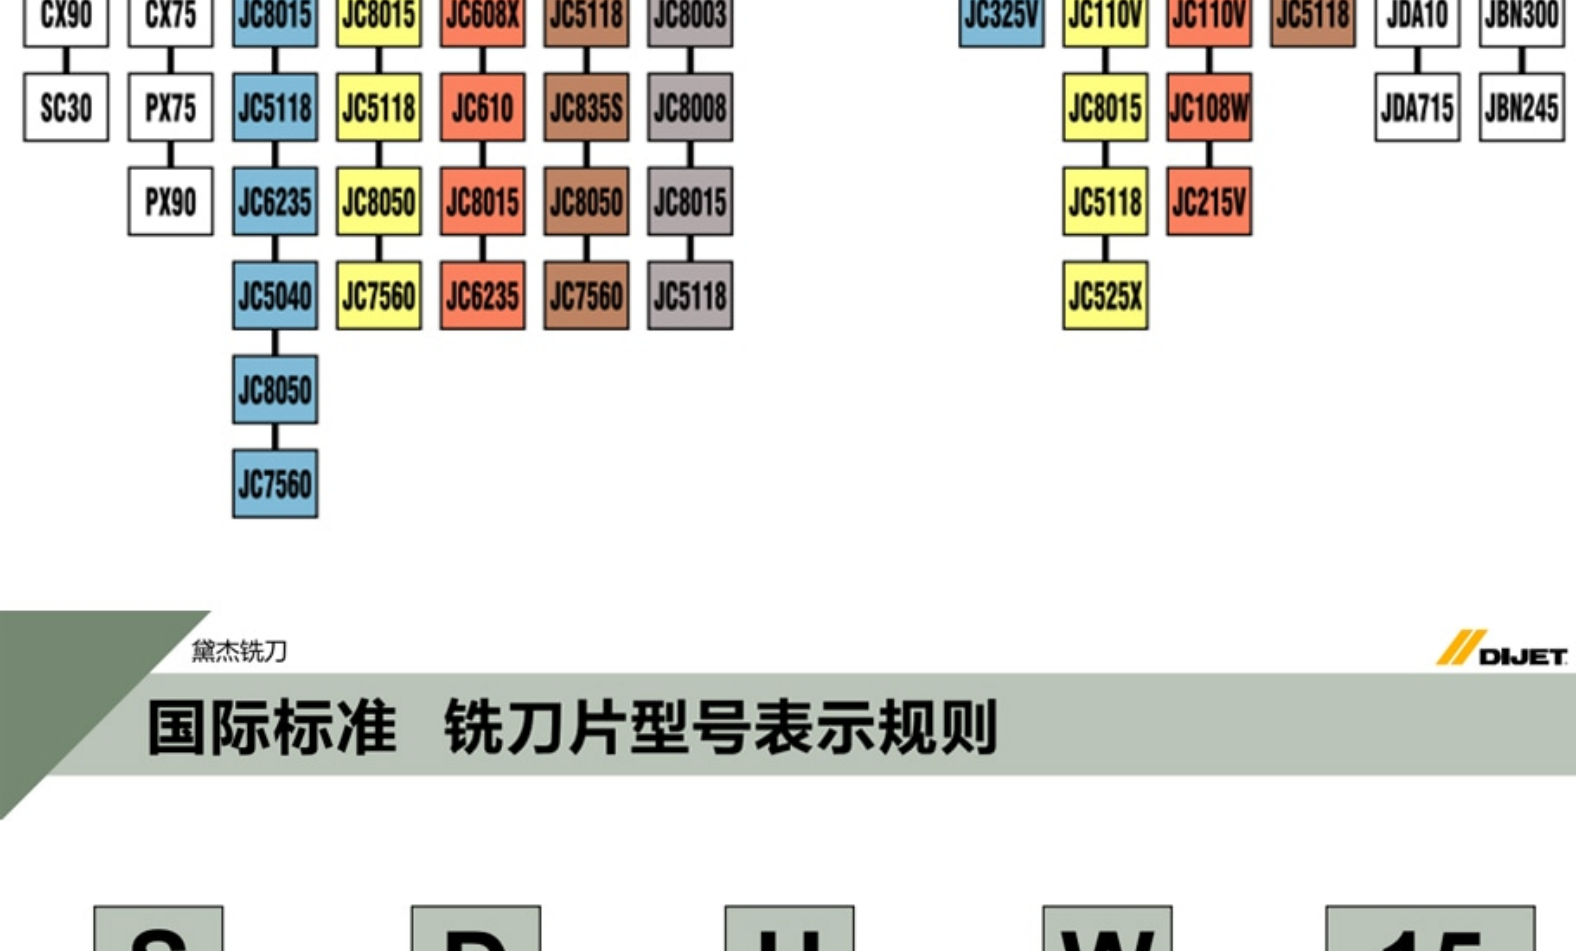 CX90 CX75 JC8015 JC8015 JC608X JC5118 JC8003 JC325V JC110V JC110V JC5118 JDA10 JBN300
SC30 PX75 JC5118 JC5118 JC610 JC835S JC8008 JC8015 JC108W JDA715 JBN245
PX90 JC6235 JC8050 JC8015 JC8050 JC8015 JC5118 JC215V
JC5040 JC7560 JC6235 JC7560 JC5118 JC525X
JC8050
JC7560
黛杰铣刀
DIJET
国际标准 铣刀片型号表示规则
S D H W 15